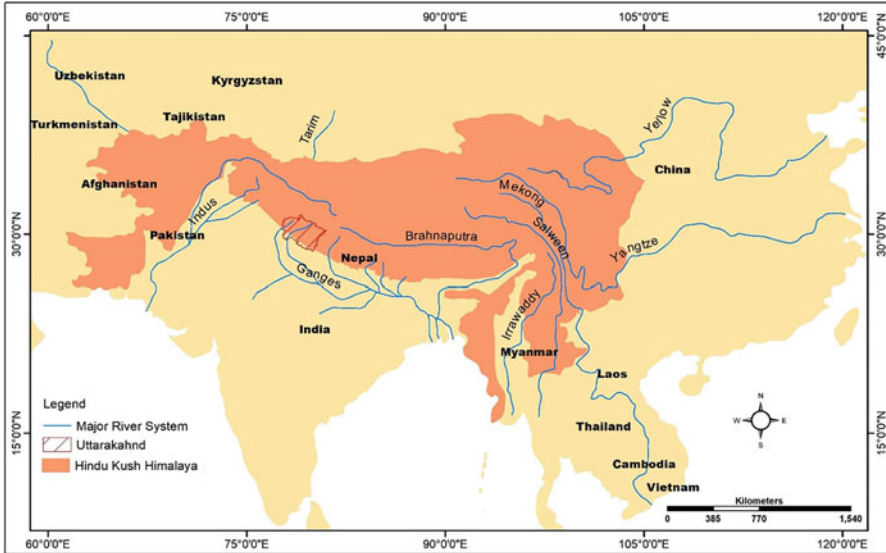 60°0'0"E
75°0'0"E
90°0'0"E
105°0'0"E
120°0'0"E
45°0'0"N
45°0'0"N
Uzbekistan
Kyrgyzstan
Turkmenistan
Tajikistan
Tarim
Yellow
China
Afghanistan
Mekong
Indus
Salween
30°0'0"N
30°0'0"N
Pakistan
Brahnaputra
Yangtze
Nepal
Ganges
Irrawaddy
India
Myanmar
Laos
Legend
Major River System
Uttarakahnd
Hindu Kush Himalaya
15°0'0"N
15°0'0"N
Thailand
N
W E
S
Cambodia
Vietnam
Kilometers
0 385 770 1,540
60°0'0"E
75°0'0"E
90°0'0"E
105°0'0"E
120°0'0"E